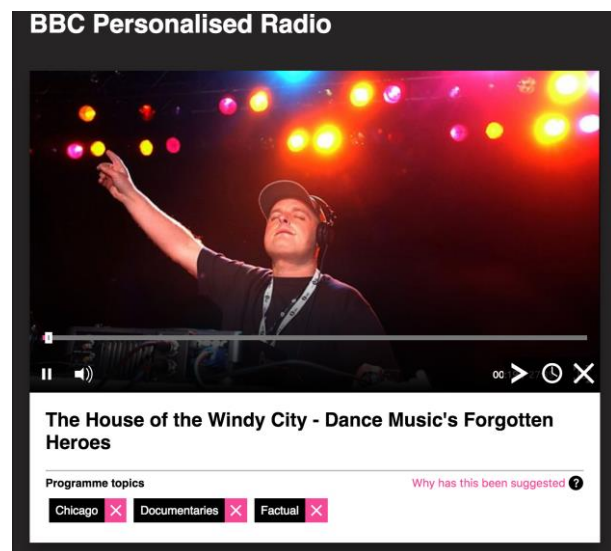 BBC Personalised Radio
The House of the Windy City - Dance Music's Forgotten
Heroes
Programme topics
Why has this been suggested ?
Chicago
Documentaries
Factual